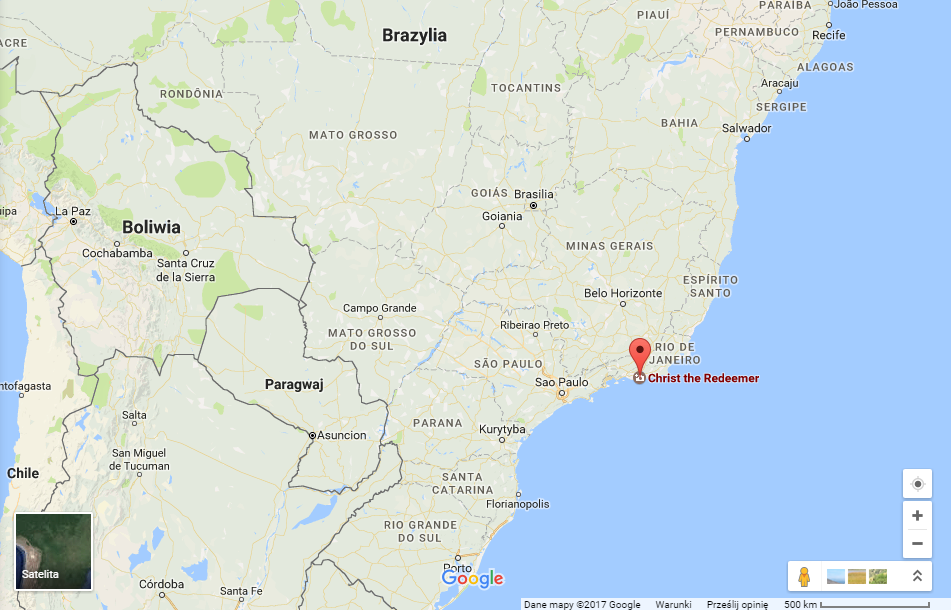 PIAUÍ
PARAÍBA
João Pessoa
Brazylia
PERNAMBUCO
Recife
ACRE
ALAGOAS
Aracaju
RONDÔNIA
TOCANTINS
SERGIPE
MATO GROSSO
BAHIA
Salwador
GOIÁS
Brasilia
La Paz
Goiania
Boliwia
MINAS GERAIS
Cochabamba
Santa Cruz
de la Sierra
ESPÍRITO
SANTO
Belo Horizonte
Campo Grande
Ribeirao Preto
MATO GROSSO
DO SUL
RIO DE
JANEIRO
SÃO PAULO
Christ the Redeemer
Sao Paulo
Paragwaj
ntofagasta
Salta
PARANA
Kurytyba
Asuncion
San Miguel
de Tucuman
Chile
SANTA
CATARINA
Florianopolis
RIO GRANDE
DO SUL
Porto
Satelita
Google
Córdoba
Santa Fe
Dane mapy ©2017 Google Warunki Prześlij opinię 500 km